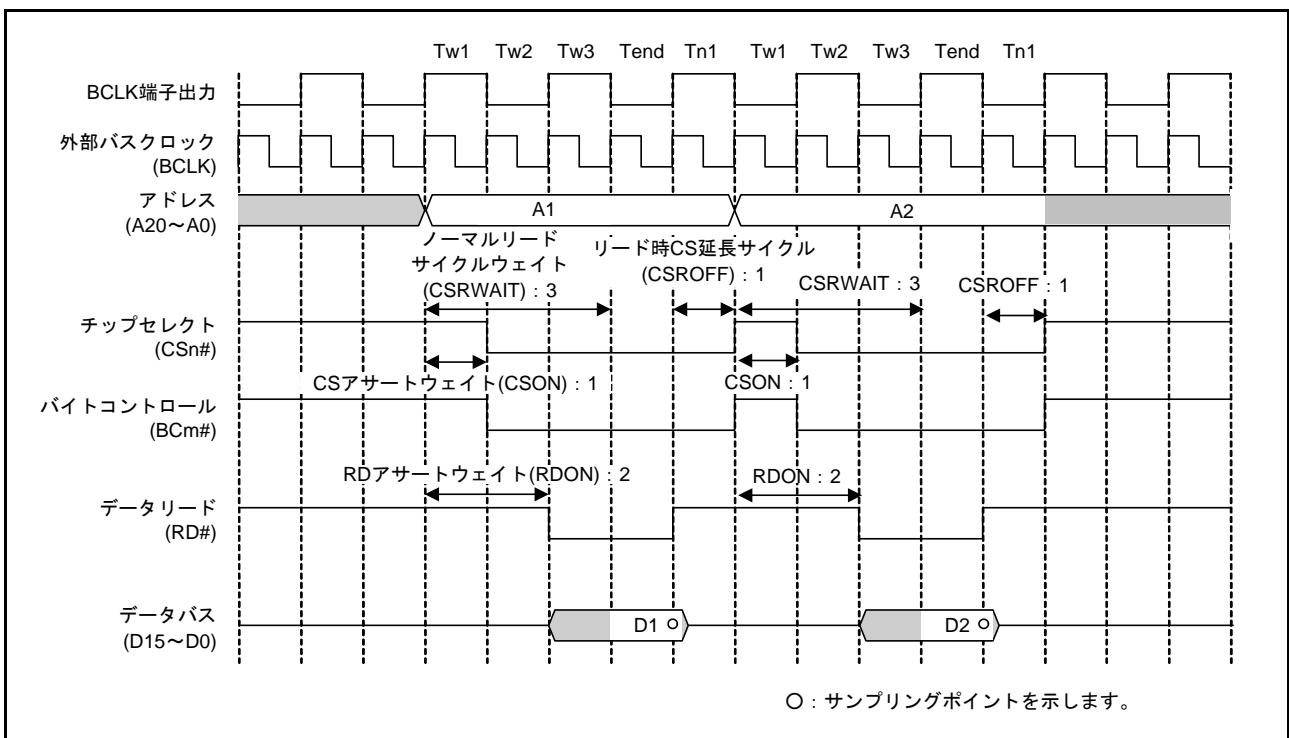 Tw1 Tw2 Tw3 Tend Tn1 Tw1 Tw2 Tw3 Tend Tn1
BCLK端子出力
外部バスクロック
(BCLK)
アドレス
(A20～A0)
A1
A2
ノーマルリード
サイクルウェイト
(CSRWAIT)：3
リード時CS延長サイクル
(CSROFF)：1
CSRWAIT：3
CSROFF：1
チップセレクト
(CSn#)
CSアサートウェイト(CSON)：1
CSON：1
バイトコントロール
(BCm#)
RDアサートウェイト(RDON)：2
RDON：2
データリード
(RD#)
データバス
(D15～D0)
D1
D2
○：サンプリングポイントを示します。